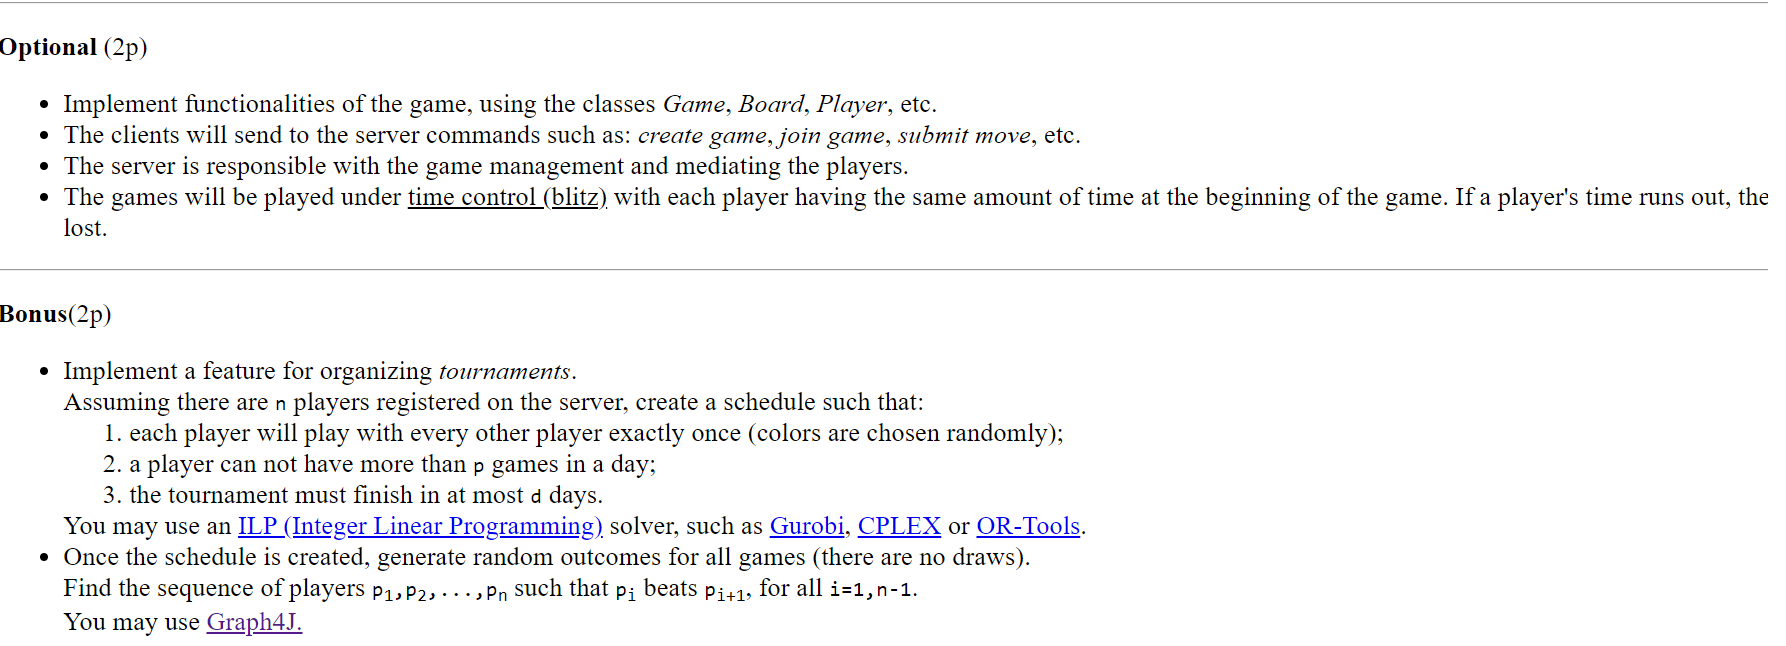 Optional (2p)
• Implement functionalities of the game, using the classes Game, Board, Player, etc.
• The clients will send to the server commands such as: create game, join game, submit move, etc.
• The server is responsible with the game management and mediating the players.
• The games will be played under time control (blitz) with each player having the same amount of time at the beginning of the game. If a player's time runs out, the
lost.
Bonus(2p)
• Implement a feature for organizing tournaments.
Assuming there are n players registered on the server, create a schedule such that:
1. each player will play with every other player exactly once (colors are chosen randomly);
2. a player can not have more than p games in a day;
3. the tournament must finish in at most d days.
You may use an ILP (Integer Linear Programming) solver, such as Gurobi, CPLEX or OR-Tools.
• Once the schedule is created, generate random outcomes for all games (there are no draws).
Find the sequence of players p1,p2,...,pn such that pi beats pi+1, for all i=1,n-1.
You may use Graph4J.